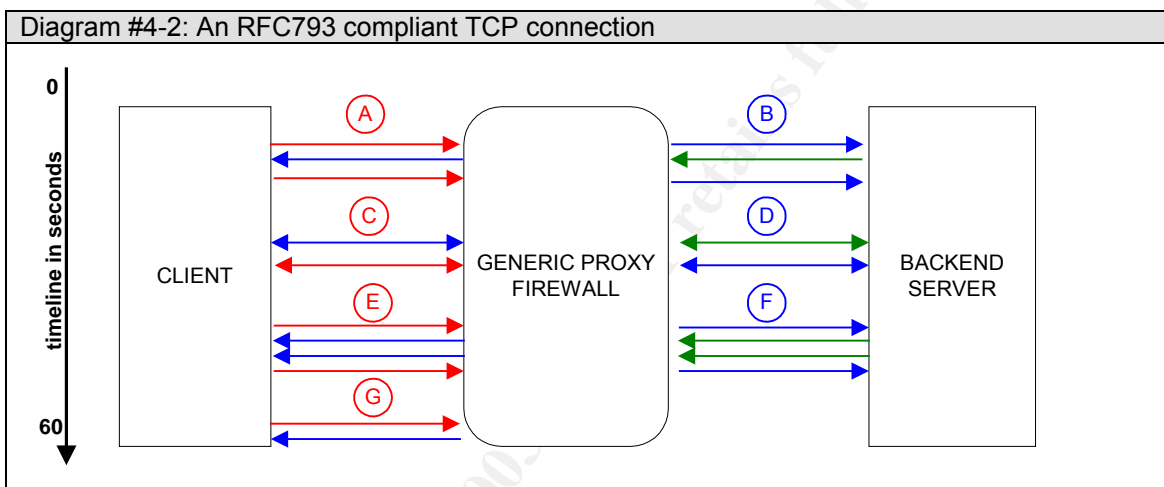 Diagram #4-2: An RFC793 compliant TCP connection
0
A
B
timeline in seconds
C
D
CLIENT
GENERIC PROXY
FIREWALL
BACKEND
SERVER
E
F
G
60